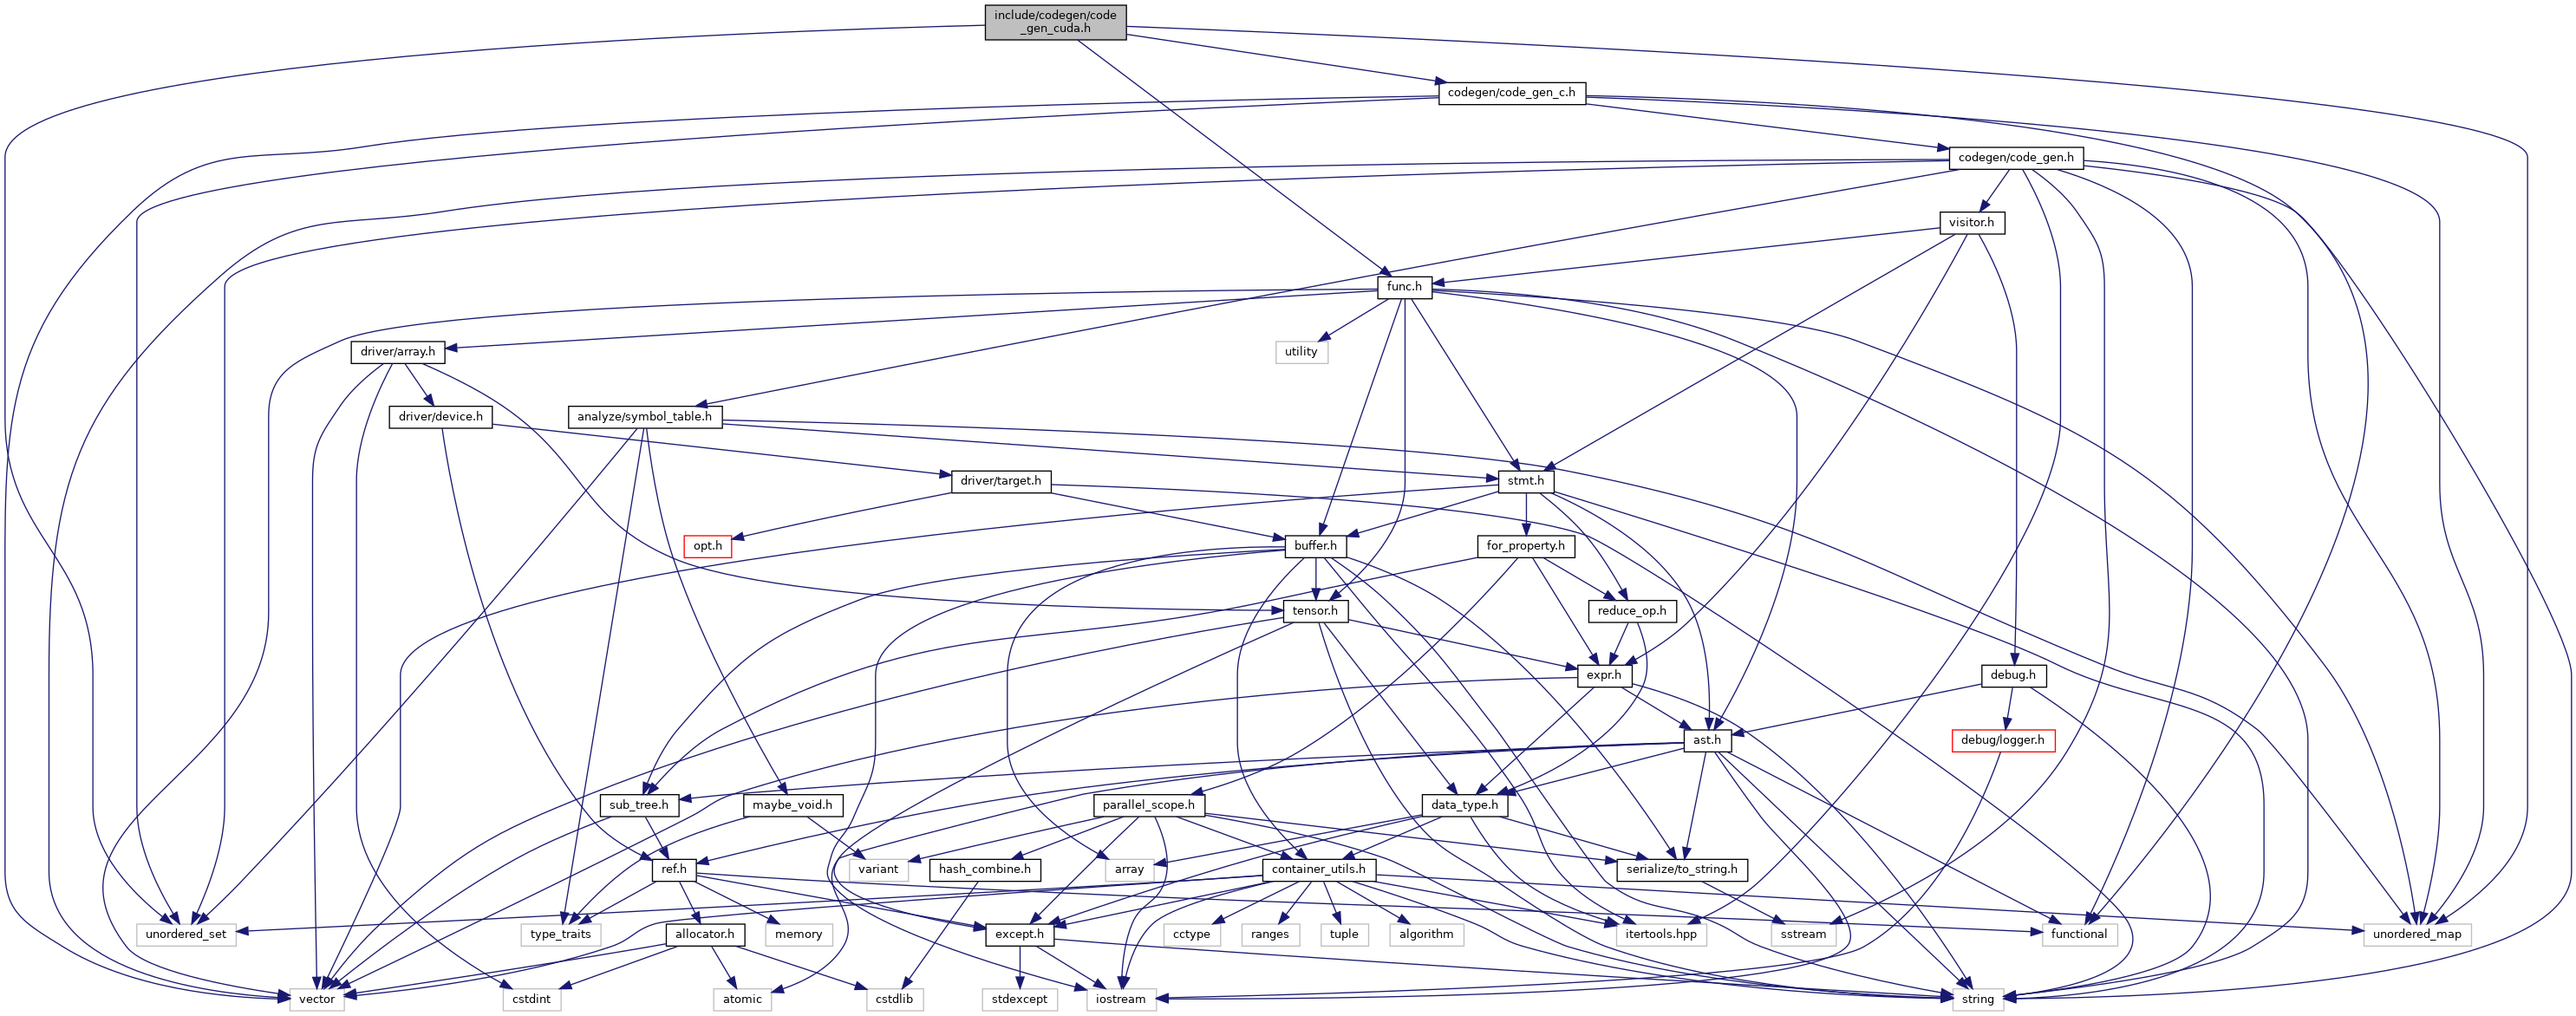 include/codegen/code
_gen_cuda.h
codegen/code_gen_c.h
codegen/code_gen.h
visitor.h
func.h
utility
driver/array.h
driver/device.h
analyze/symbol_table.h
driver/target.h
stmt.h
opt.h
buffer.h
for_property.h
tensor.h
reduce_op.h
expr.h
debug.h
ast.h
debug/logger.h
sub_tree.h
maybe_void.h
parallel_scope.h
data_type.h
ref.h
variant
hash_combine.h
array
container_utils.h
serialize/to_string.h
unordered_set
type_traits
allocator.h
memory
except.h
cctype
ranges
tuple
algorithm
itertools.hpp
sstream
functional
unordered_map
vector
cstdint
atomic
cstdlib
stdexcept
iostream
string